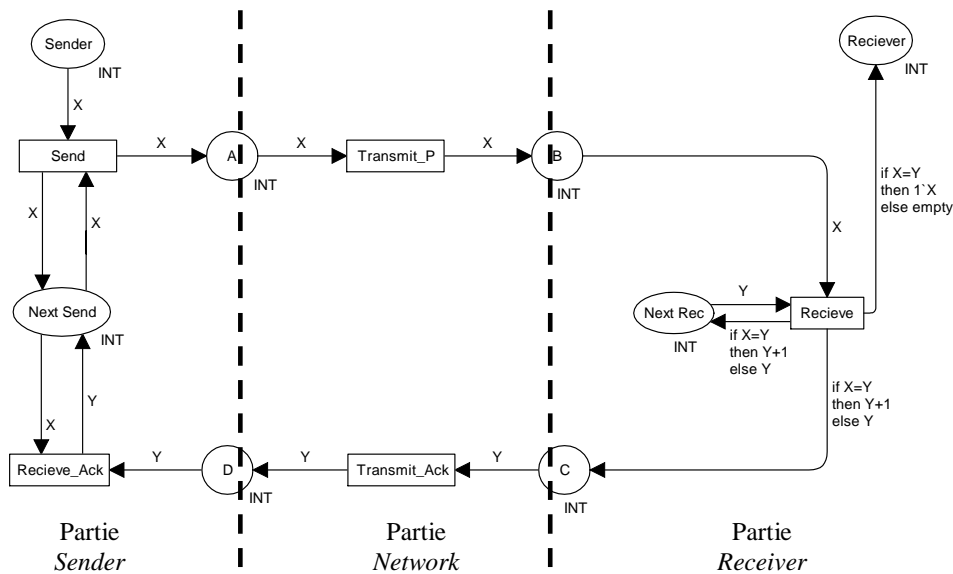 Sender
INT
X
Send
X
A
INT
X
Transmit_P
X
B
INT
X
Reciever
INT
if X=Y
then 1`X
else empty
X
X
Next Send
INT
Next Rec
INT
Y
if X=Y
then Y+1
else Y
Recieve
if X=Y
then Y+1
else Y
X
Y
Recieve_Ack
Y
D
INT
Y
Transmit_Ack
Y
C
INT
Partie
Sender
Partie
Network
Partie
Receiver